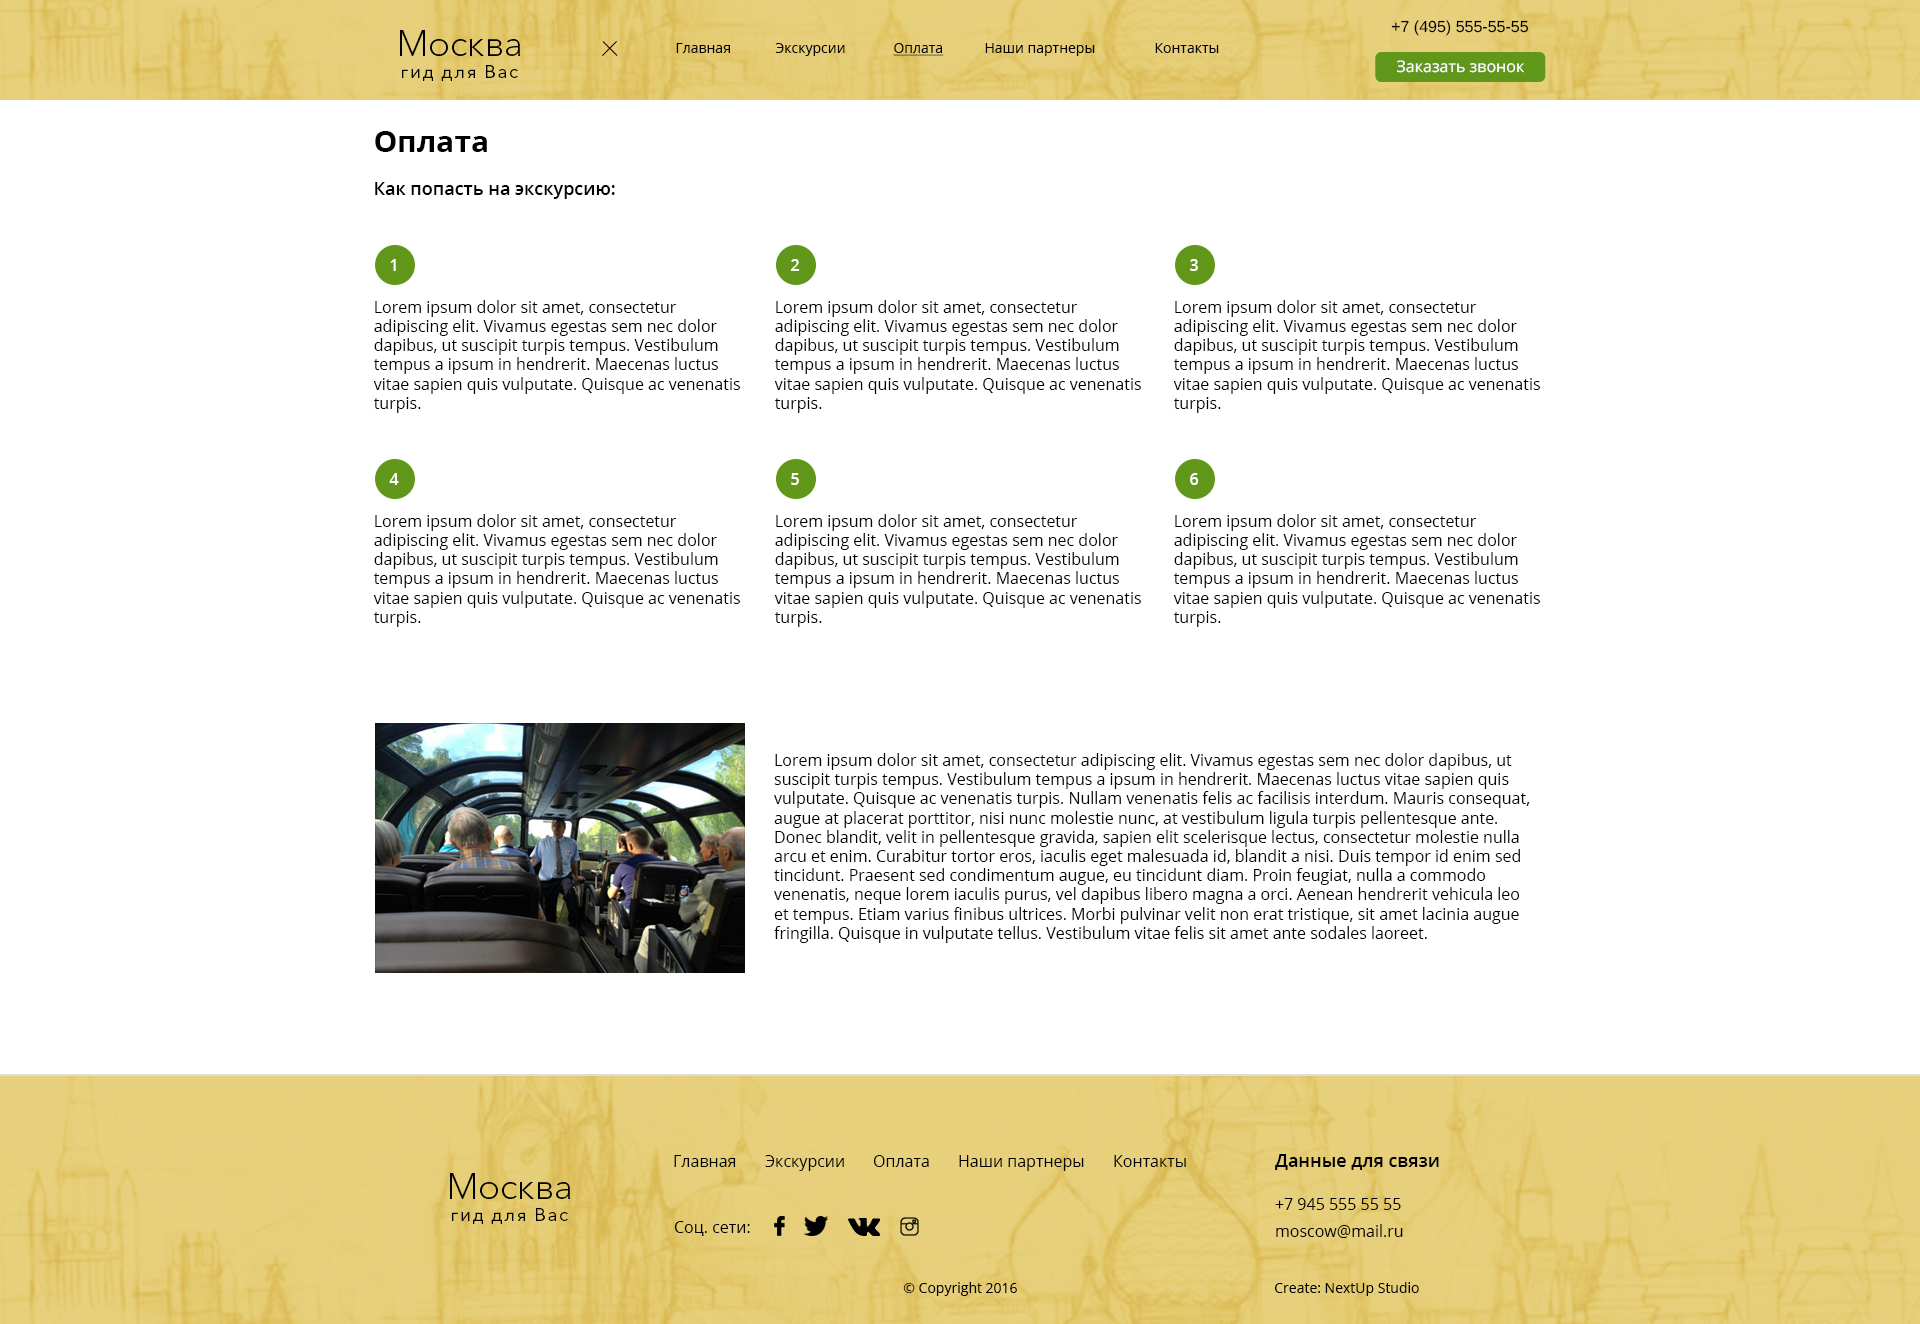 Москва
гид для Вас
Главная Экскурсии Оплата Наши партнеры Контакты
+7 (495) 555-55-55
Заказать звонок
Оплата
Как попасть на экскурсию:
1
Lorem ipsum dolor sit amet, consectetur
adipiscing elit. Vivamus egestas sem nec dolor
dapibus, ut suscipit turpis tempus. Vestibulum
tempus a ipsum in hendrerit. Maecenas luctus
vitae sapien quis vulputate. Quisque ac venenatis
turpis.
2
Lorem ipsum dolor sit amet, consectetur
adipiscing elit. Vivamus egestas sem nec dolor
dapibus, ut suscipit turpis tempus. Vestibulum
tempus a ipsum in hendrerit. Maecenas luctus
vitae sapien quis vulputate. Quisque ac venenatis
turpis.
3
Lorem ipsum dolor sit amet, consectetur
adipiscing elit. Vivamus egestas sem nec dolor
dapibus, ut suscipit turpis tempus. Vestibulum
tempus a ipsum in hendrerit. Maecenas luctus
vitae sapien quis vulputate. Quisque ac venenatis
turpis.
4
Lorem ipsum dolor sit amet, consectetur
adipiscing elit. Vivamus egestas sem nec dolor
dapibus, ut suscipit turpis tempus. Vestibulum
tempus a ipsum in hendrerit. Maecenas luctus
vitae sapien quis vulputate. Quisque ac venenatis
turpis.
5
Lorem ipsum dolor sit amet, consectetur
adipiscing elit. Vivamus egestas sem nec dolor
dapibus, ut suscipit turpis tempus. Vestibulum
tempus a ipsum in hendrerit. Maecenas luctus
vitae sapien quis vulputate. Quisque ac venenatis
turpis.
6
Lorem ipsum dolor sit amet, consectetur
adipiscing elit. Vivamus egestas sem nec dolor
dapibus, ut suscipit turpis tempus. Vestibulum
tempus a ipsum in hendrerit. Maecenas luctus
vitae sapien quis vulputate. Quisque ac venenatis
turpis.
Lorem ipsum dolor sit amet, consectetur adipiscing elit. Vivamus egestas sem nec dolor dapibus, ut
suscipit turpis tempus. Vestibulum tempus a ipsum in hendrerit. Maecenas luctus vitae sapien quis
vulputate. Quisque ac venenatis turpis. Nullam venenatis felis ac facilisis interdum. Mauris consequat,
augue at placerat porttitor, nisi nunc molestie nunc, at vestibulum ligula turpis pellentesque ante.
Donec blandit, velit in pellentesque gravida, sapien elit scelerisque lectus, consectetur molestie nulla
arcu et enim. Curabitur tortor eros, iaculis eget malesuada id, blandit a nisi. Duis tempor id enim sed
tincidunt. Praesent sed condimentum augue, eu tincidunt diam. Proin feugiat, nulla a commodo
venenatis, neque lorem iaculis purus, vel dapibus libero magna a orci. Aenean hendrerit vehicula leo
et tempus. Etiam varius finibus ultrices. Morbi pulvinar velit non erat tristique, sit amet lacinia augue
fringilla. Quisque in vulputate tellus. Vestibulum vitae felis sit amet ante sodales laoreet.
Москва
гид для Вас
Главная Экскурсии Оплата Наши партнеры Контакты
Соц. сети:
Данные для связи
+7 945 555 55 55
moscow@mail.ru
© Copyright 2016
Create: NextUp Studio